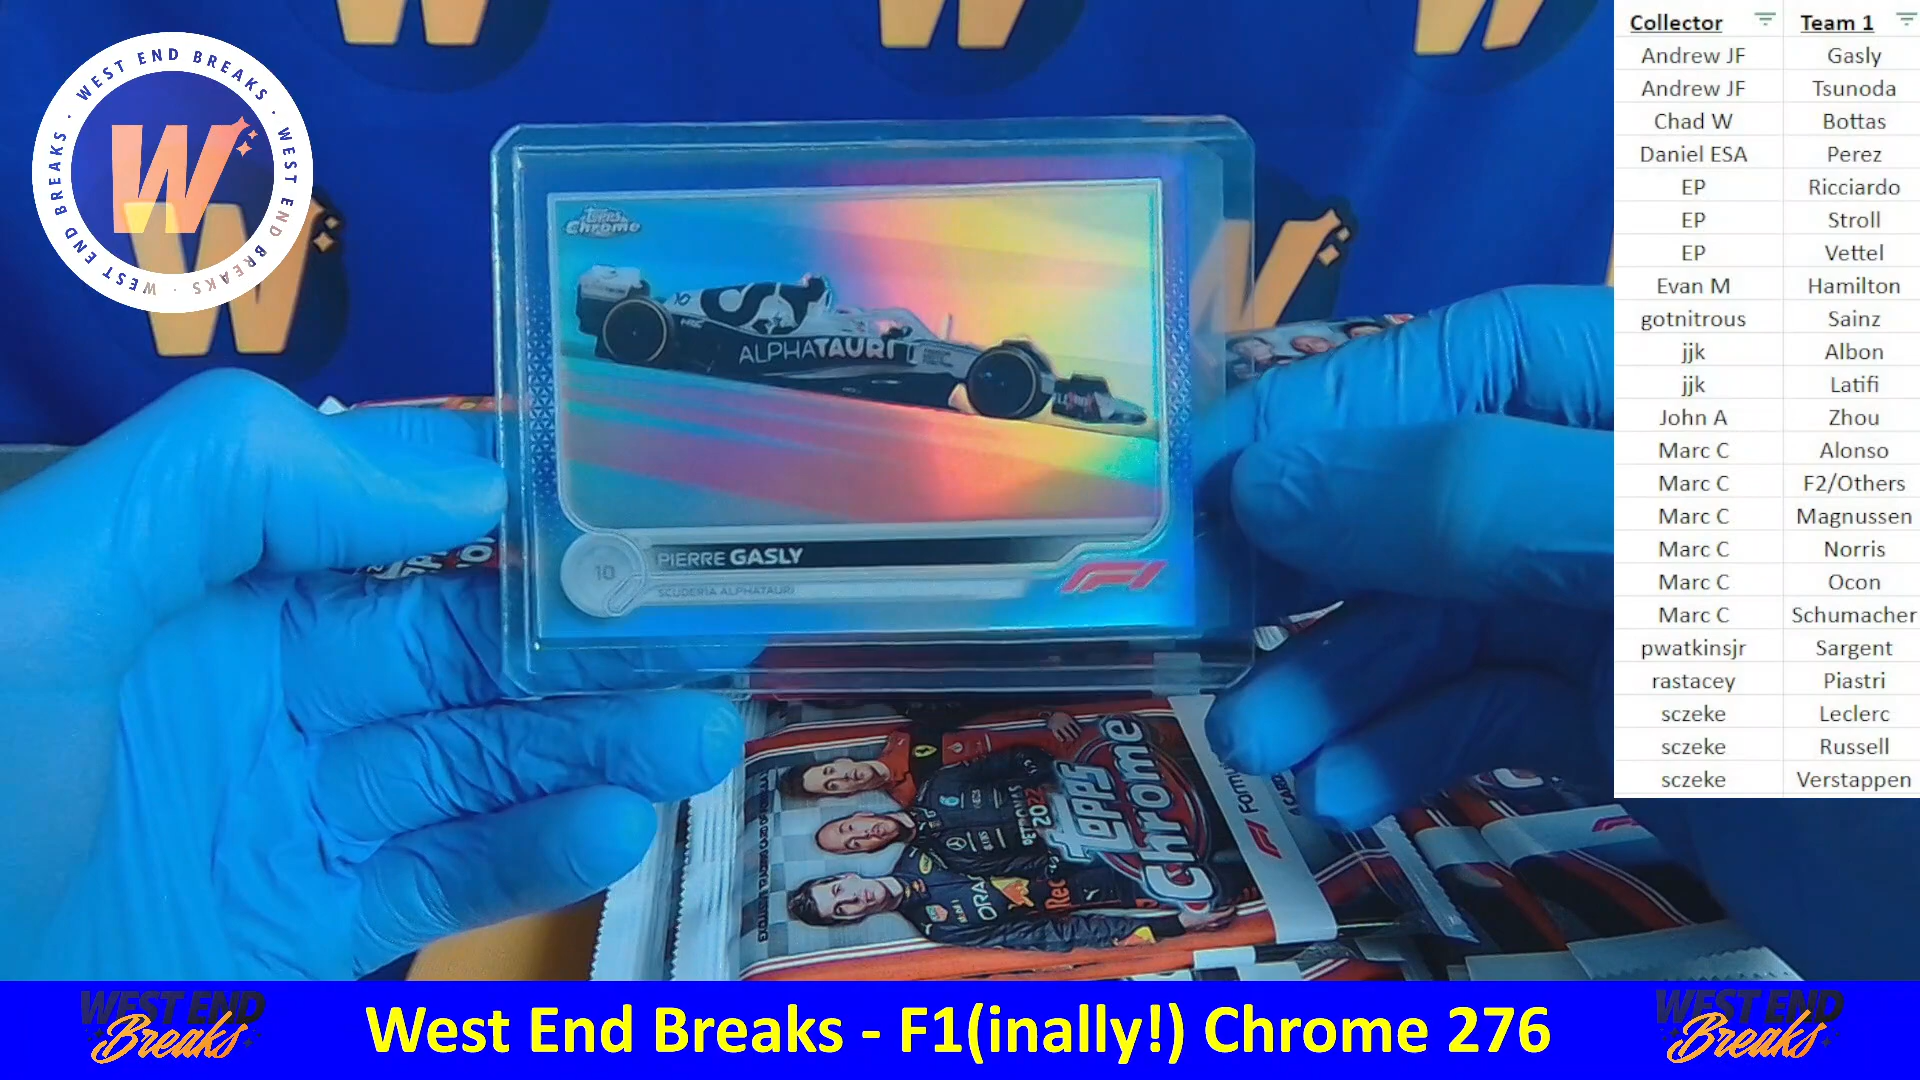 WEST END BREAKS · WEST END BREAKS · WEST END BREAKS ·
W
Topps
Chrome
10
ALPHATAURI
10
PIERRE GASLY
SCUDERIA ALPHATAURI
F1
Topps
Chrome
2022
PETRONAS
ORACLE
F1
Collector Team 1
Andrew JF Gasly
Andrew JF Tsunoda
Chad W Bottas
Daniel ESA Perez
EP Ricciardo
EP Stroll
EP Vettel
Evan M Hamilton
gotnitrous Sainz
jjk Albon
jjk Latifi
John A Zhou
Marc C Alonso
Marc C F2/Others
Marc C Magnussen
Marc C Norris
Marc C Ocon
Marc C Schumacher
pwatkinsjr Sargent
rastacey Piastri
sczeke Leclerc
sczeke Russell
sczeke Verstappen
WEST END
Breaks
West End Breaks - F1(inally!) Chrome 276
WEST END
Breaks